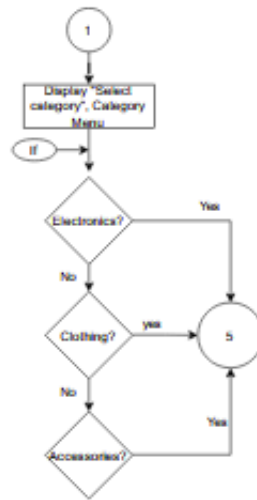 1
Display "Select
category", Category
Menu
If
Electronics?
Yes
No
Clothing?
yes
5
No
Yes
Accessories?